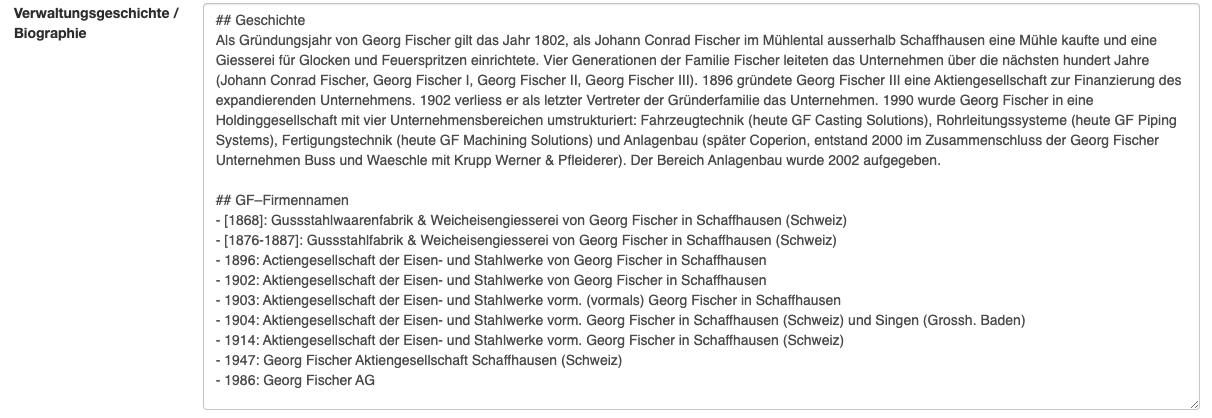 Verwaltungsgeschichte /
Biographie
## Geschichte
Als Gründungsjahr von Georg Fischer gilt das Jahr 1802, als Johann Conrad Fischer im Mühlental ausserhalb Schaffhausen eine Mühle kaufte und eine
Giesserei für Glocken und Feuerspritzen einrichtete. Vier Generationen der Familie Fischer leiteten das Unternehmen über die nächsten hundert Jahre
(Johann Conrad Fischer, Georg Fischer I, Georg Fischer II, Georg Fischer III). 1896 gründete Georg Fischer III eine Aktiengesellschaft zur Finanzierung des
expandierenden Unternehmens. 1902 verliess er als letzter Vertreter der Gründerfamilie das Unternehmen. 1990 wurde Georg Fischer in eine
Holdinggesellschaft mit vier Unternehmensbereichen umstrukturiert: Fahrzeugtechnik (heute GF Casting Solutions), Rohrleitungssysteme (heute GF Piping
Systems), Fertigungstechnik (heute GF Machining Solutions) und Anlagenbau (später Coperion, entstand 2000 im Zusammenschluss der Georg Fischer
Unternehmen Buss und Waeschle mit Krupp Werner & Pfleiderer). Der Bereich Anlagenbau wurde 2002 aufgegeben.
## GF–Firmennamen
- [1868]: Gussstahlwaarenfabrik & Weicheisengiesserei von Georg Fischer in Schaffhausen (Schweiz)
- [1876-1887]: Gussstahlfabrik & Weicheisengiesserei von Georg Fischer in Schaffhausen (Schweiz)
- 1896: Actiengesellschaft der Eisen- und Stahlwerke von Georg Fischer in Schaffhausen
- 1902: Aktiengesellschaft der Eisen- und Stahlwerke von Georg Fischer in Schaffhausen
- 1903: Aktiengesellschaft der Eisen- und Stahlwerke vorm. (vormals) Georg Fischer in Schaffhausen
- 1904: Aktiengesellschaft der Eisen- und Stahlwerke vorm. Georg Fischer in Schaffhausen (Schweiz) und Singen (Grossh. Baden)
- 1914: Aktiengesellschaft der Eisen- und Stahlwerke vorm. Georg Fischer in Schaffhausen (Schweiz)
- 1947: Georg Fischer Aktiengesellschaft Schaffhausen (Schweiz)
- 1986: Georg Fischer AG